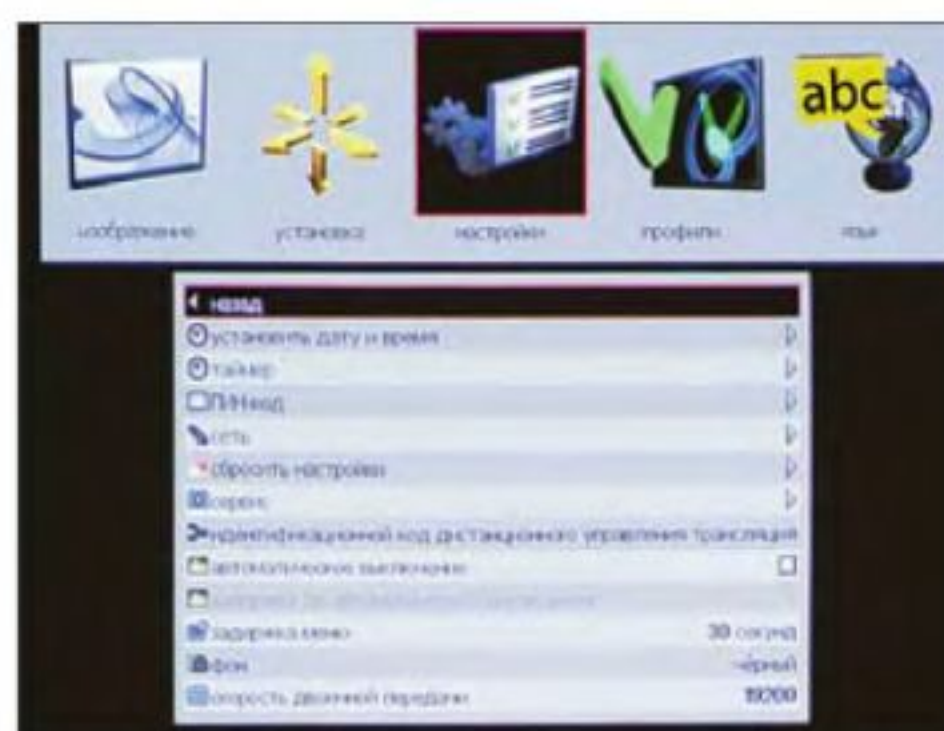 abc
изображение установка настройки профили язык
назад
установить дату и время
таймер
ПИН-код
сеть
сбросить настройки
сервис
идентификационной код дистанционного управления трансляция
автоматическое выключение
задержка меню 30 секунд
фон чёрный
скорость двоичной передачи 19200